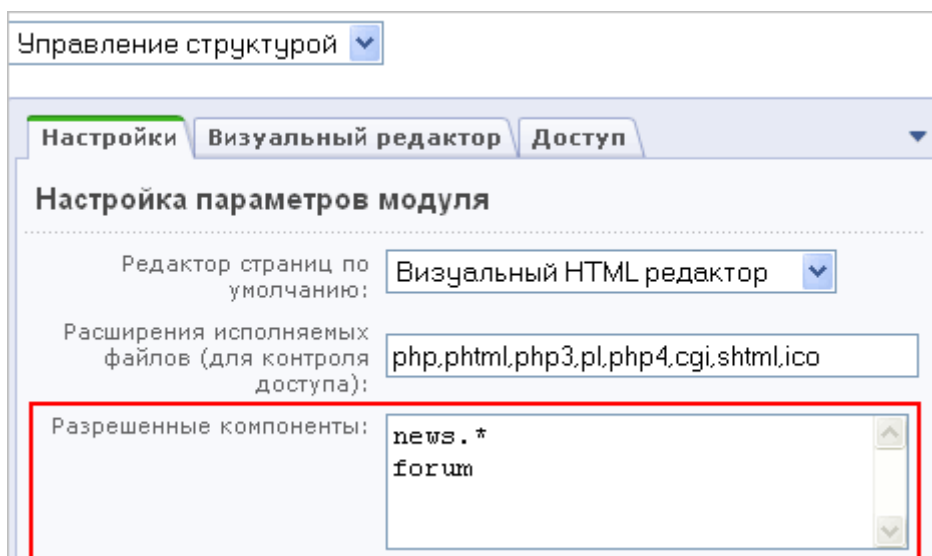 Управление структурой
Настройки Визуальный редактор Доступ
Настройка параметров модуля
Редактор страниц по
умолчанию:
Визуальный HTML редактор
Расширения исполняемых
файлов (для контроля
доступа):
php,phtml,php3,pl,php4,cgi,shtml,ico
Разрешенные компоненты:
news.*
forum